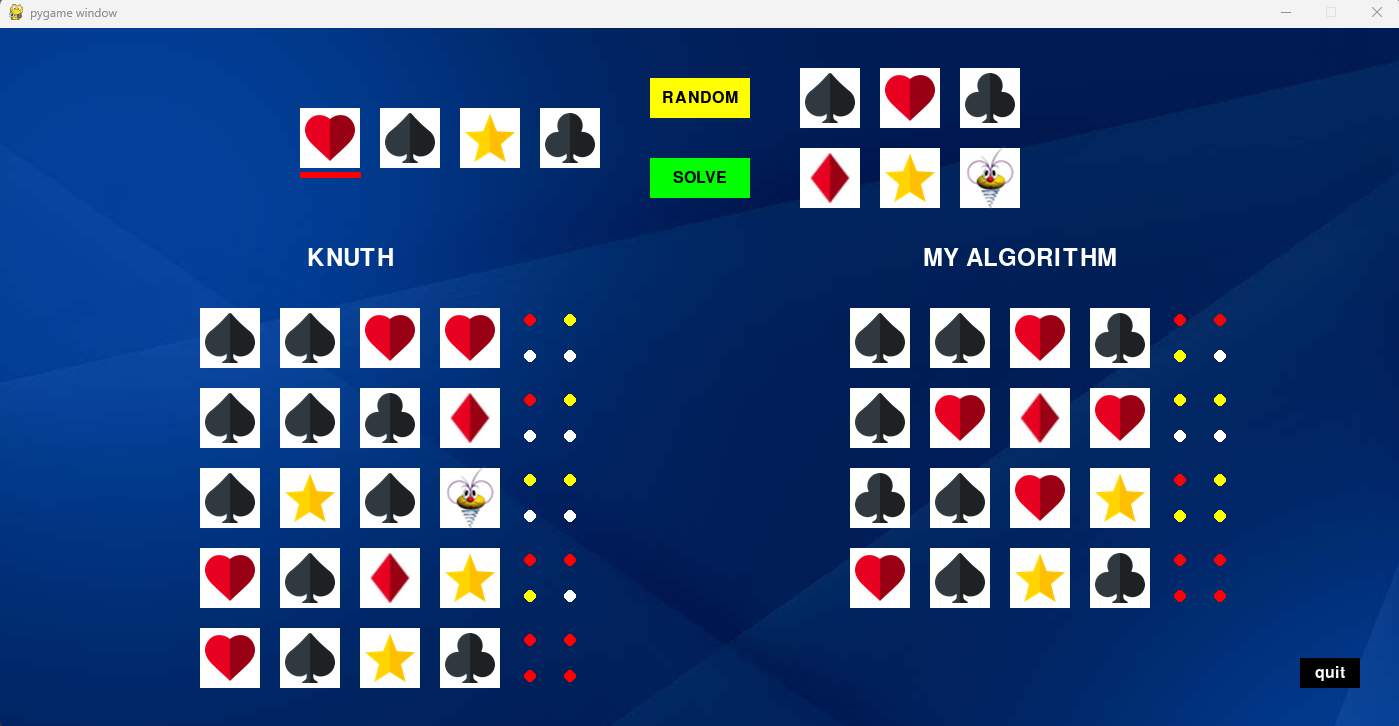 pygame window
RANDOM
SOLVE
KNUTH
MY ALGORITHM
quit